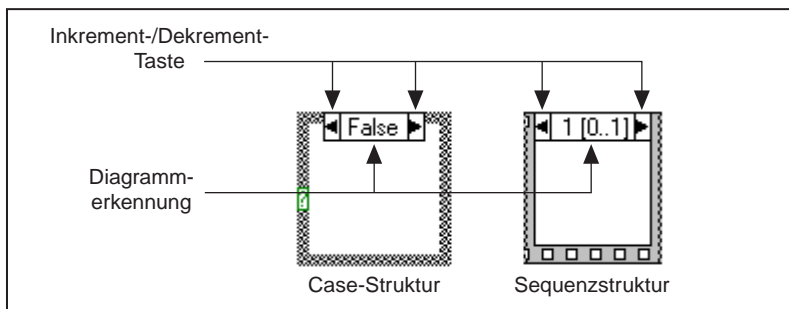 Inkrement-/Dekrement-
Taste
False
1 [0..1]
Diagramm-
erkennung
?
Case-Struktur
Sequenzstruktur